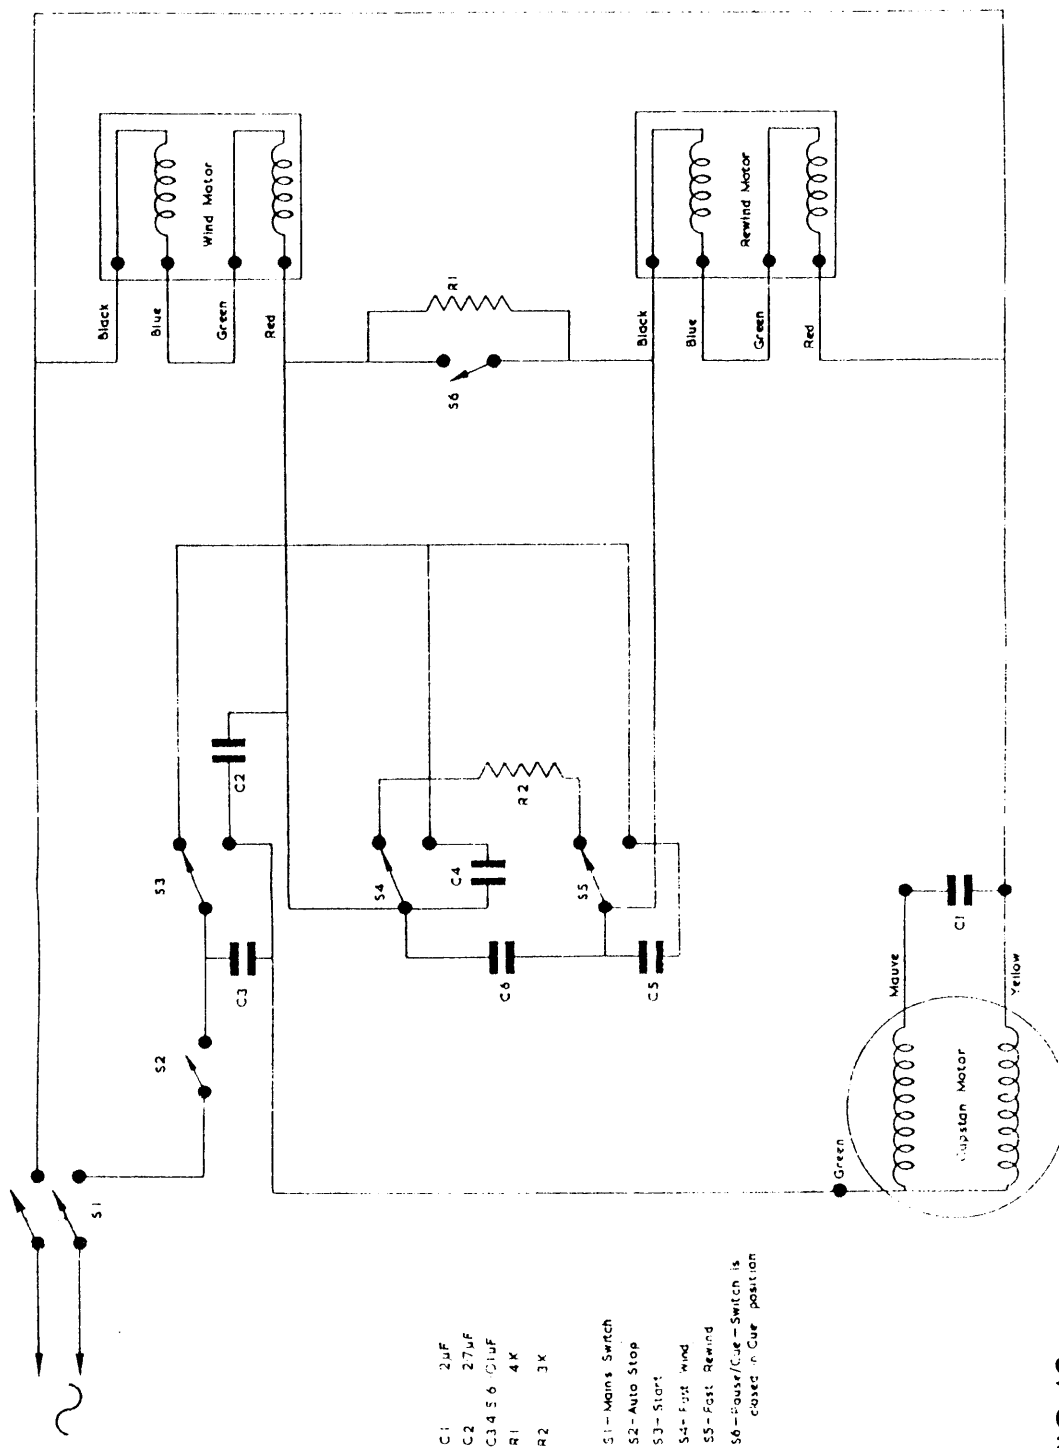 Black
Blue
Green
Red
Wind Motor
Black
Blue
Green
Red
Rewind Motor
R1
S6
C2
S3
C3
S2
S1
S4
C4
R2
S5
C6
C5
Mauve
Yellow
C1
Green
Capstan Motor
C1 2µF
C2 2.7µF
C3 4 5 6
R1 4K
R2 3K
S1-Mains Switch
S2-Auto Stop
S3-Start
S4-Fast Wind
S5-Fast Rewind
S6-Pause/Cue-Switch is
closed in Cue position